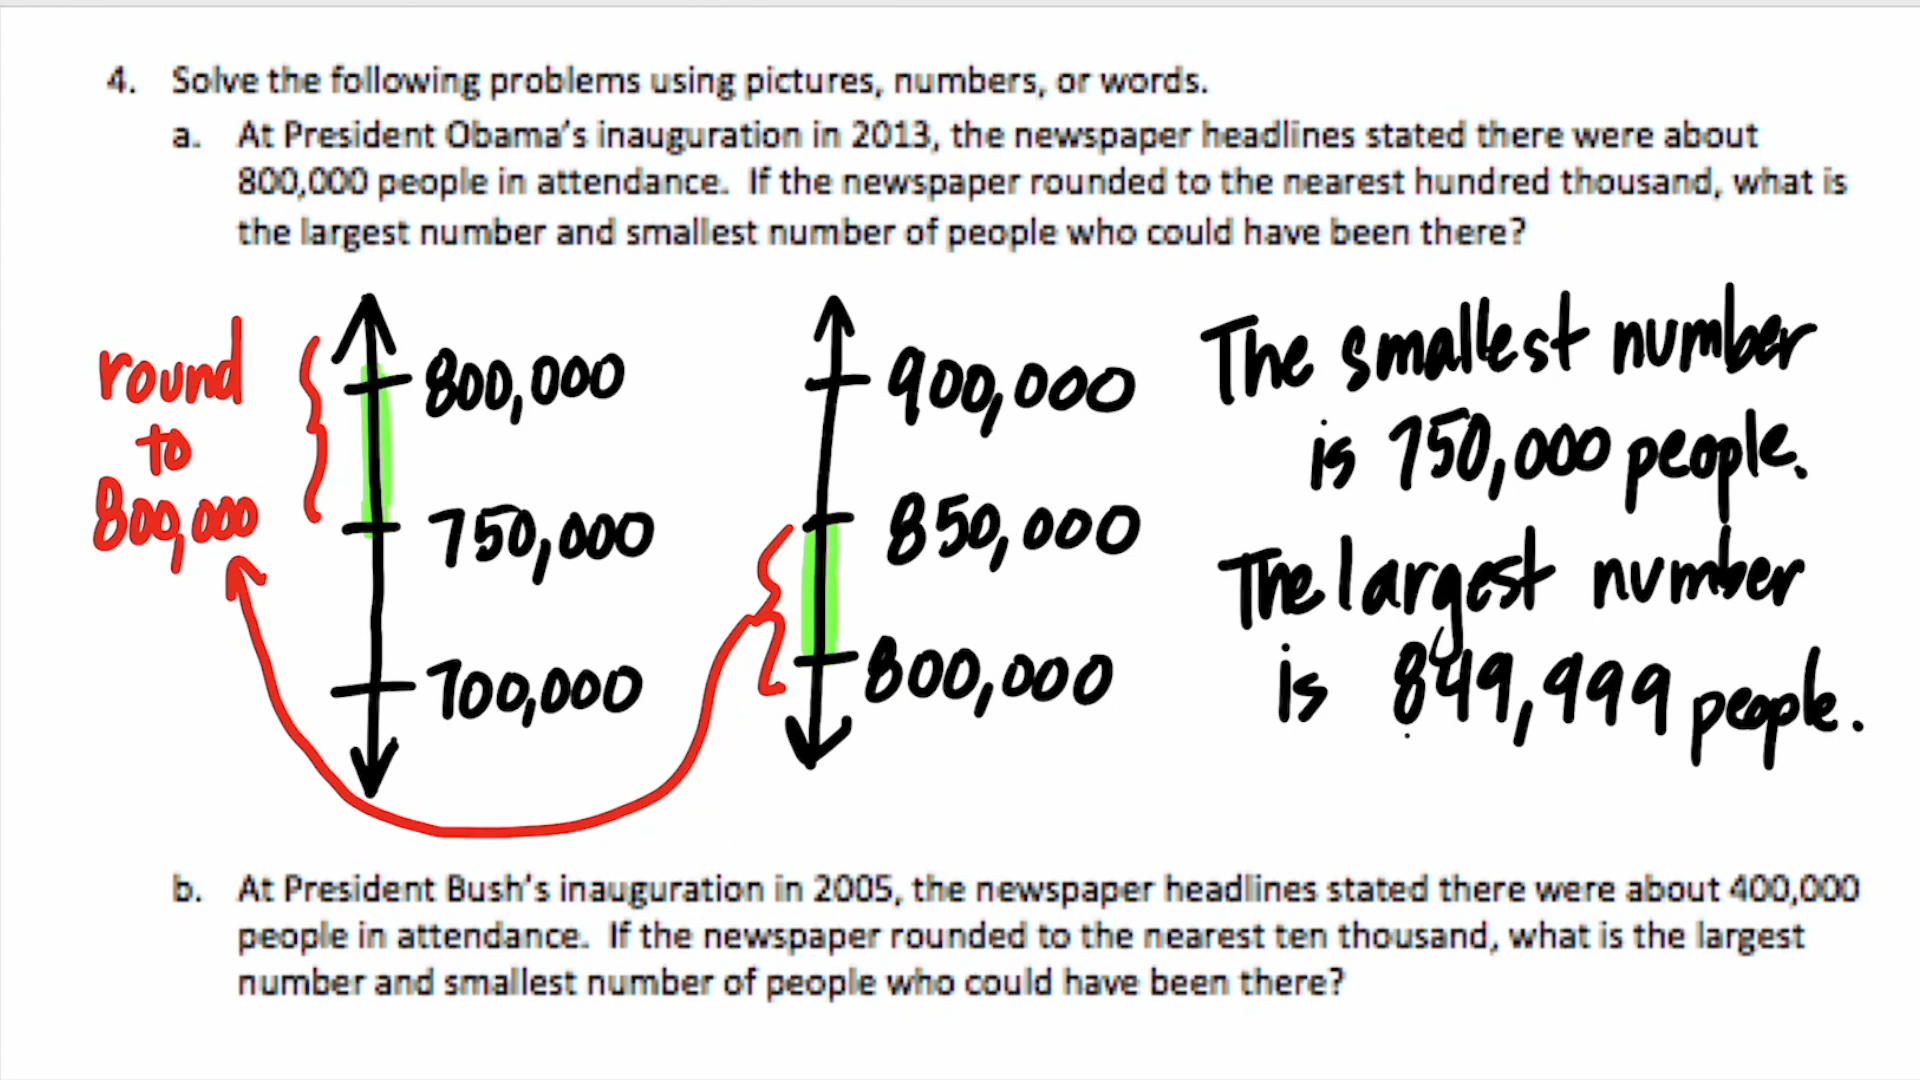 4. Solve the following problems using pictures, numbers, or words.
a. At President Obama's inauguration in 2013, the newspaper headlines stated there were about
800,000 people in attendance. If the newspaper rounded to the nearest hundred thousand, what is
the largest number and smallest number of people who could have been there?
round
to
800,000
800,000
750,000
700,000
900,000
850,000
800,000
The smallest number
is 750,000 people.
The largest number
is 849,999 people.
b. At President Bush's inauguration in 2005, the newspaper headlines stated there were about 400,000
people in attendance. If the newspaper rounded to the nearest ten thousand, what is the largest
number and smallest number of people who could have been there?